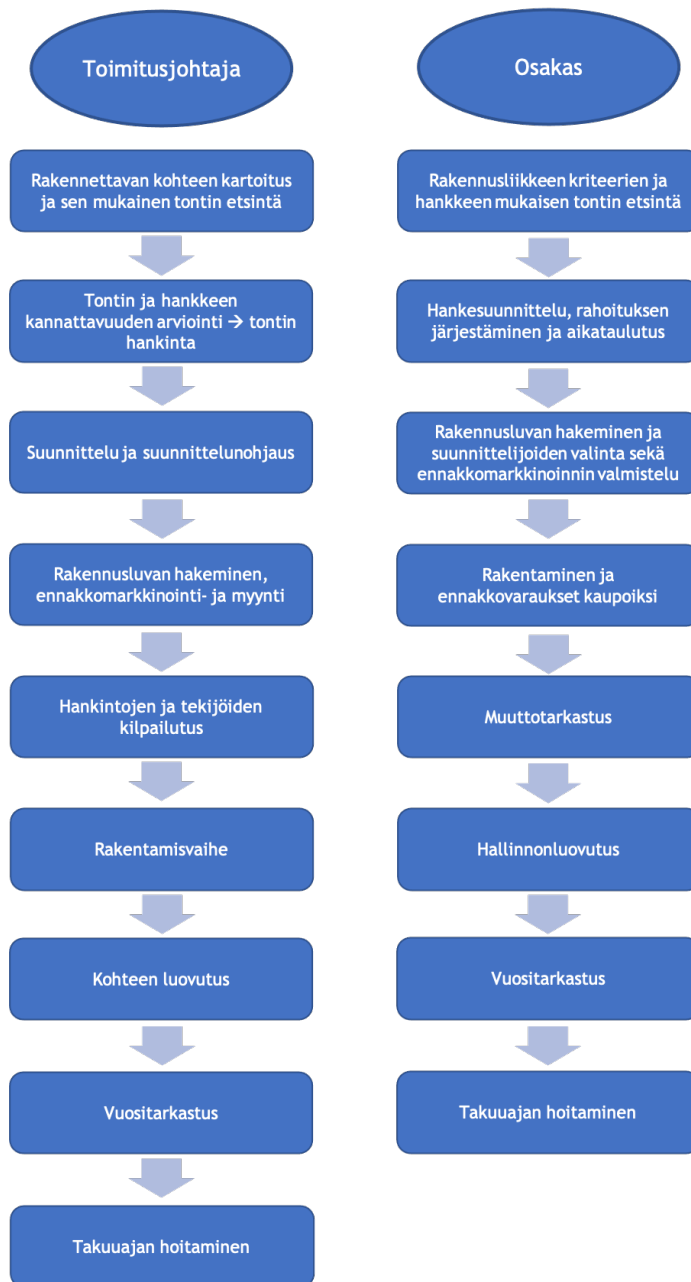 Toimitusjohtaja
Rakennettavan kohteen kartoitus
ja sen mukainen tontin etsintä
Tontin ja hankkeen
kannattavuuden arviointi → tontin
hankinta
Suunnittelu ja suunnittelunohjaus
Rakennusluvan hakeminen,
ennakkomarkkinointi- ja myynti
Hankintojen ja tekijöiden
kilpailutus
Rakentamisvaihe
Kohteen luovutus
Vuositarkastus
Takuuajan hoitaminen
Osakas
Rakennusliikkeen kriteerien ja
hankkeen mukaisen tontin etsintä
Hankesuunnittelu, rahoituksen
järjestäminen ja aikataulutus
Rakennusluvan hakeminen ja
suunnittelijoiden valinta sekä
ennakkomarkkinoinnin valmistelu
Rakentaminen ja
ennakkovaraukset kaupoiksi
Muuttotarkastus
Hallinnonluovutus
Vuositarkastus
Takuuajan hoitaminen